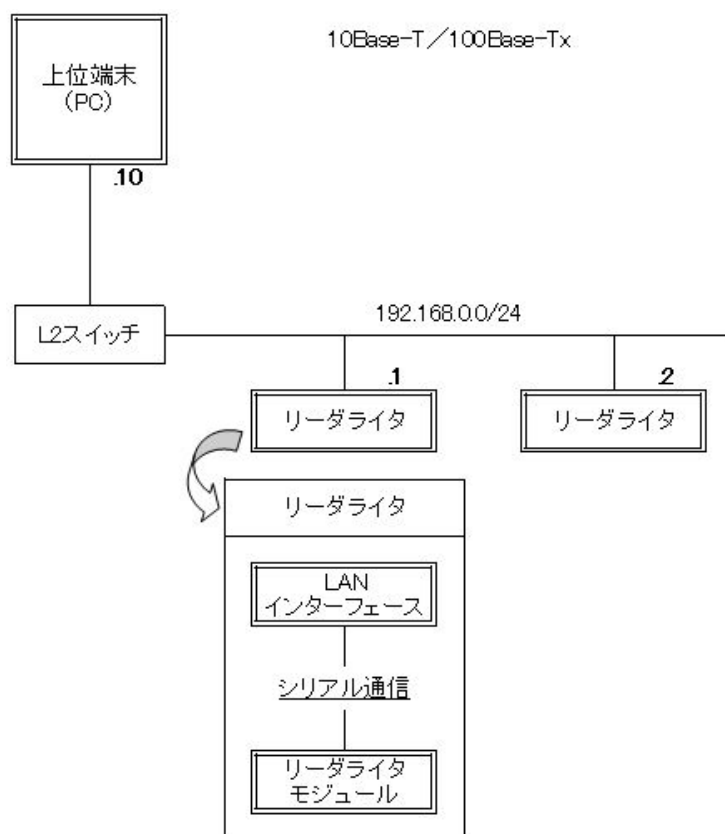 10Base-T／100Base-Tx
上位端末
(PC)
.10
L2スイッチ
192.168.0.0/24
.1
.2
リーダライタ
リーダライタ
リーダライタ
LAN
インターフェース
シリアル通信
リーダライタ
モジュール